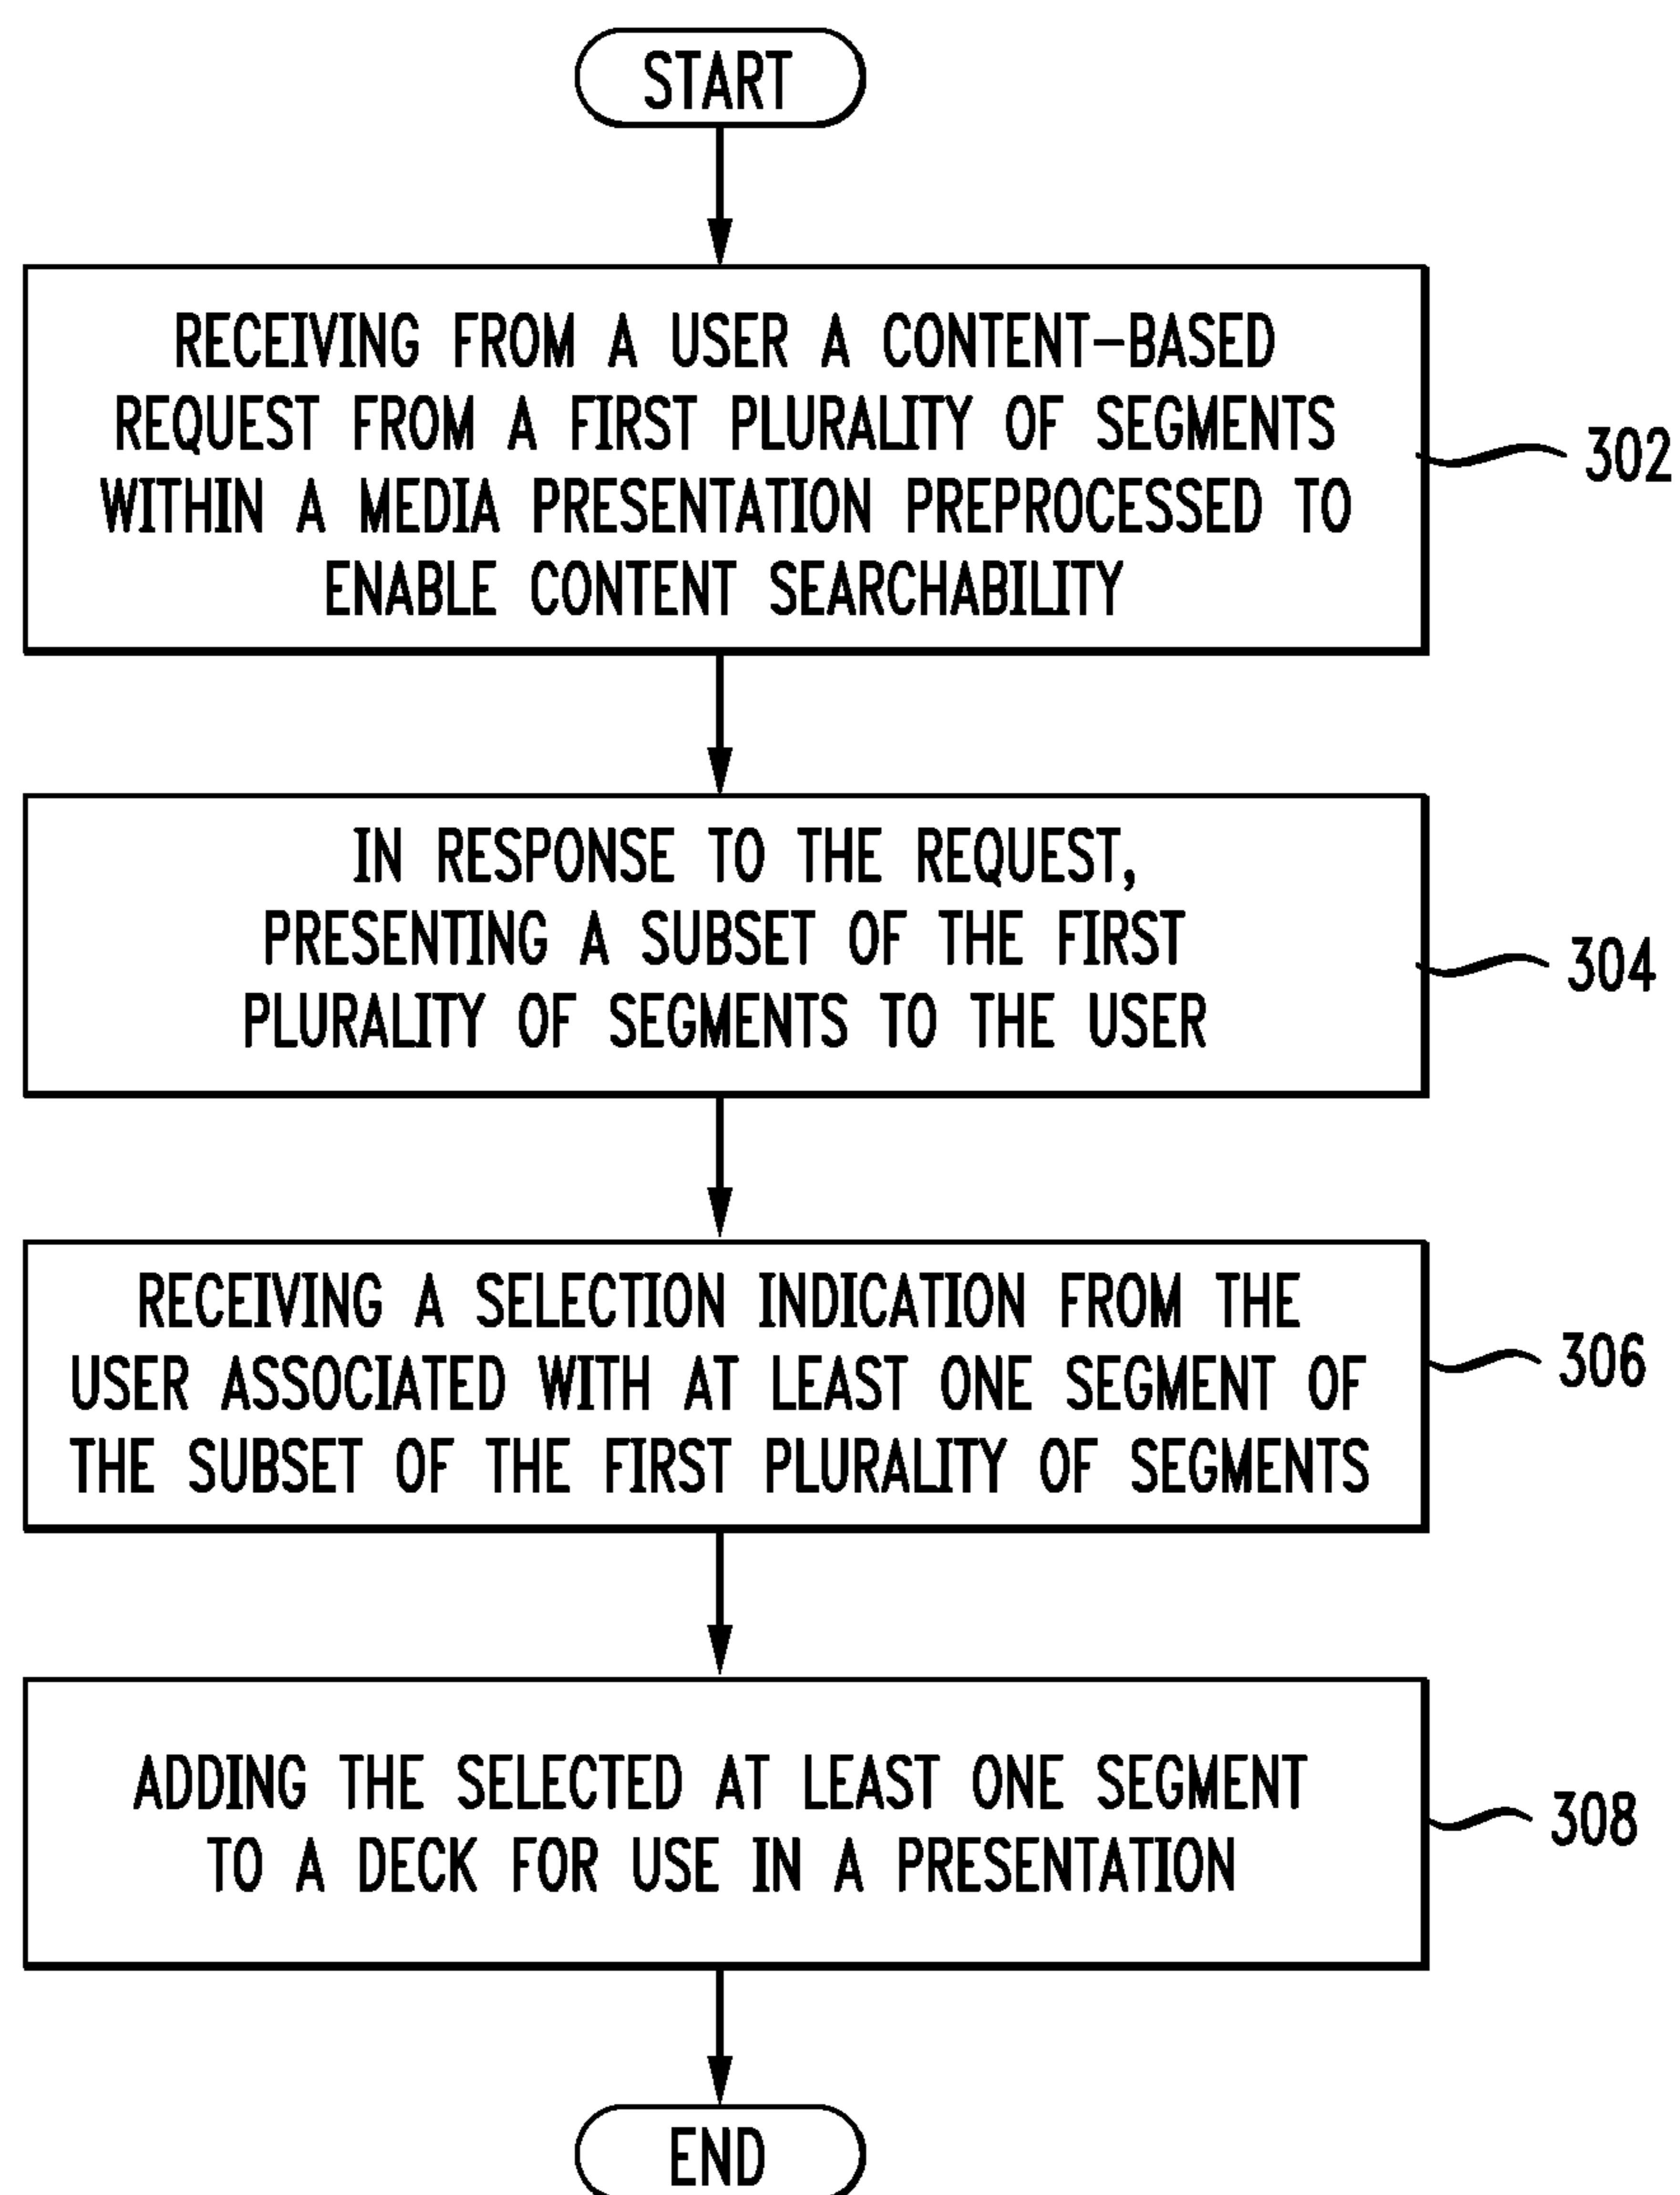 START
RECEIVING FROM A USER A CONTENT-BASED
REQUEST FROM A FIRST PLURALITY OF SEGMENTS
WITHIN A MEDIA PRESENTATION PREPROCESSED TO
ENABLE CONTENT SEARCHABILITY
302
IN RESPONSE TO THE REQUEST,
PRESENTING A SUBSET OF THE FIRST
PLURALITY OF SEGMENTS TO THE USER
304
RECEIVING A SELECTION INDICATION FROM THE
USER ASSOCIATED WITH AT LEAST ONE SEGMENT OF
THE SUBSET OF THE FIRST PLURALITY OF SEGMENTS
306
ADDING THE SELECTED AT LEAST ONE SEGMENT
TO A DECK FOR USE IN A PRESENTATION
308
END